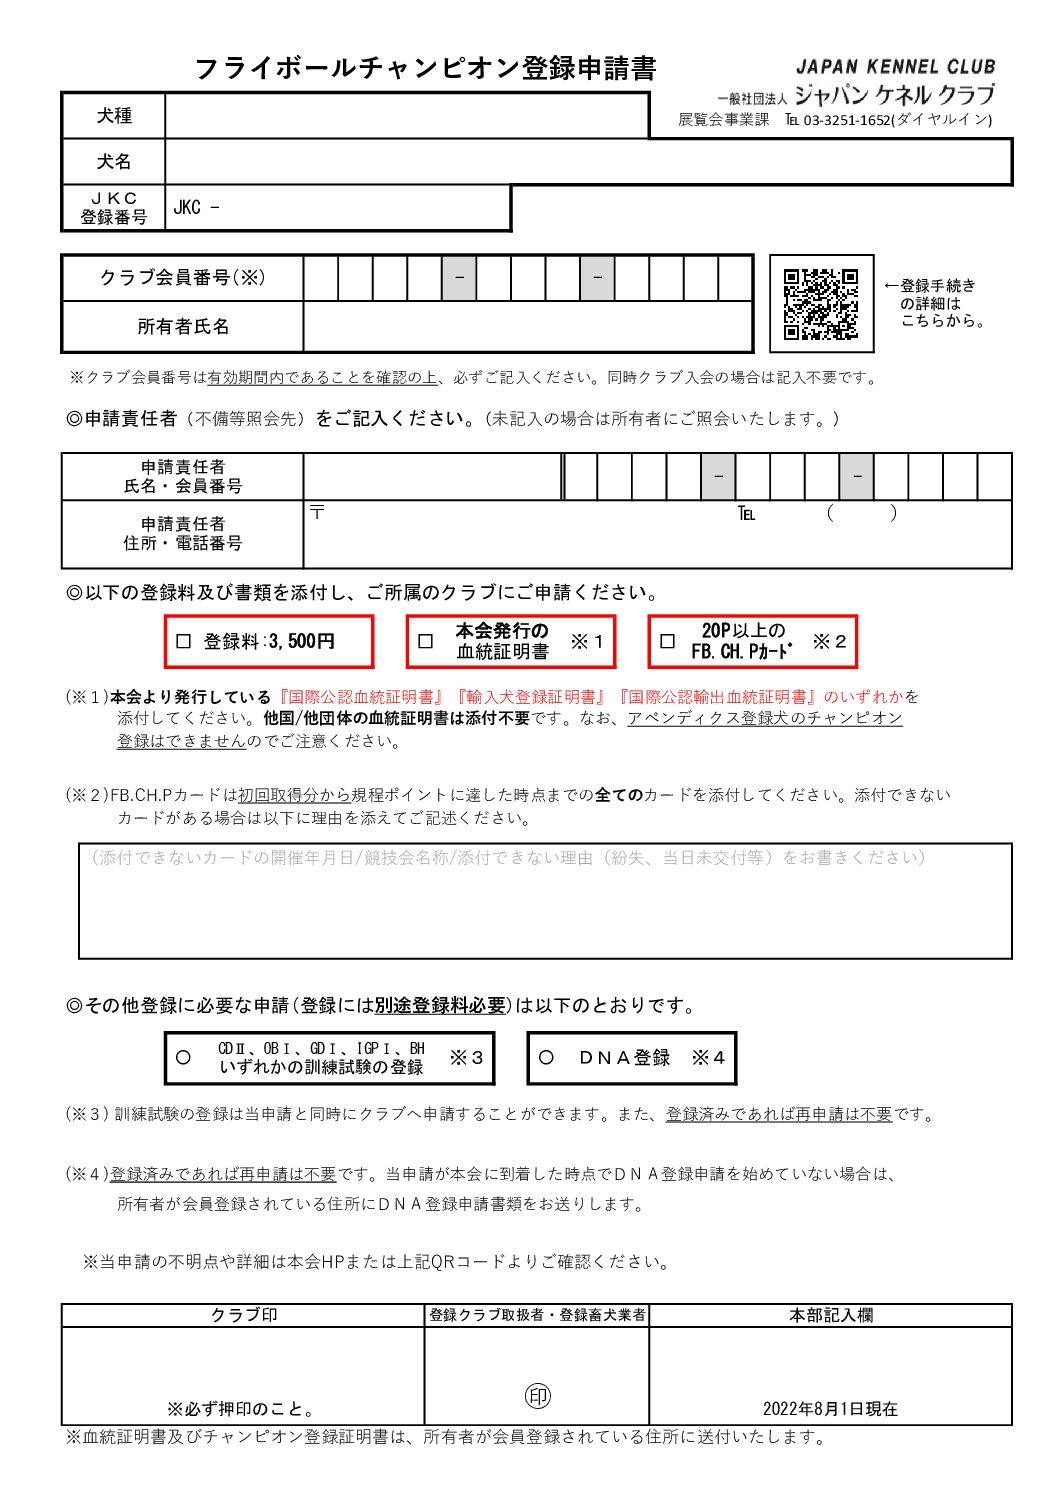 フライボールチャンピオン登録申請書
JAPAN KENNEL CLUB
一般社団法人 ジャパン ケネル クラブ
展覧会事業課　℡ 03-3251-1652(ダイヤルイン)
犬種
犬名
ＪＫＣ
登録番号
JKC －
クラブ会員番号(※)
－ －
所有者氏名
←登録手続き
の詳細は
こちらから。
※クラブ会員番号は有効期間内であることを確認の上、必ずご記入ください。同時クラブ入会の場合は記入不要です。
◎申請責任者（不備等照会先）をご記入ください。(未記入の場合は所有者にご照会いたします。)
申請責任者
氏名・会員番号
－ －
申請責任者
住所・電話番号
〒 ℡ ( )
◎以下の登録料及び書類を添付し、ご所属のクラブにご申請ください。
□ 登録料:3,500円
□ 本会発行の
血統証明書 ※１
□ 20P以上の
FB.CH.Pｶｰﾄﾞ ※２
(※１)本会より発行している『国際公認血統証明書』『輸入犬登録証明書』『国際公認輸出血統証明書』のいずれかを
添付してください。他国/他団体の血統証明書は添付不要です。なお、アペンディクス登録犬のチャンピオン
登録はできませんのでご注意ください。
(※２)FB.CH.Pカードは初回取得分から規程ポイントに達した時点までの全てのカードを添付してください。添付できない
カードがある場合は以下に理由を添えてご記述ください。
（添付できないカードの開催年月日/競技会名称/添付できない理由（紛失、当日未交付等）をお書きください）
◎その他登録に必要な申請(登録には別途登録料必要)は以下のとおりです。
○ CDⅡ、OBⅠ、GDⅠ、IGPⅠ、BH
いずれかの訓練試験の登録 ※３
○ ＤＮＡ登録 ※４
(※３) 訓練試験の登録は当申請と同時にクラブへ申請することができます。また、登録済みであれば再申請は不要です。
(※４)登録済みであれば再申請は不要です。当申請が本会に到着した時点でＤＮＡ登録申請を始めていない場合は、
所有者が会員登録されている住所にＤＮＡ登録申請書類をお送りします。
※当申請の不明点や詳細は本会HPまたは上記QRコードよりご確認ください。
クラブ印
登録クラブ取扱者・登録畜犬業者
本部記入欄
※必ず押印のこと。
㊞
2022年8月1日現在
※血統証明書及びチャンピオン登録証明書は、所有者が会員登録されている住所に送付いたします。